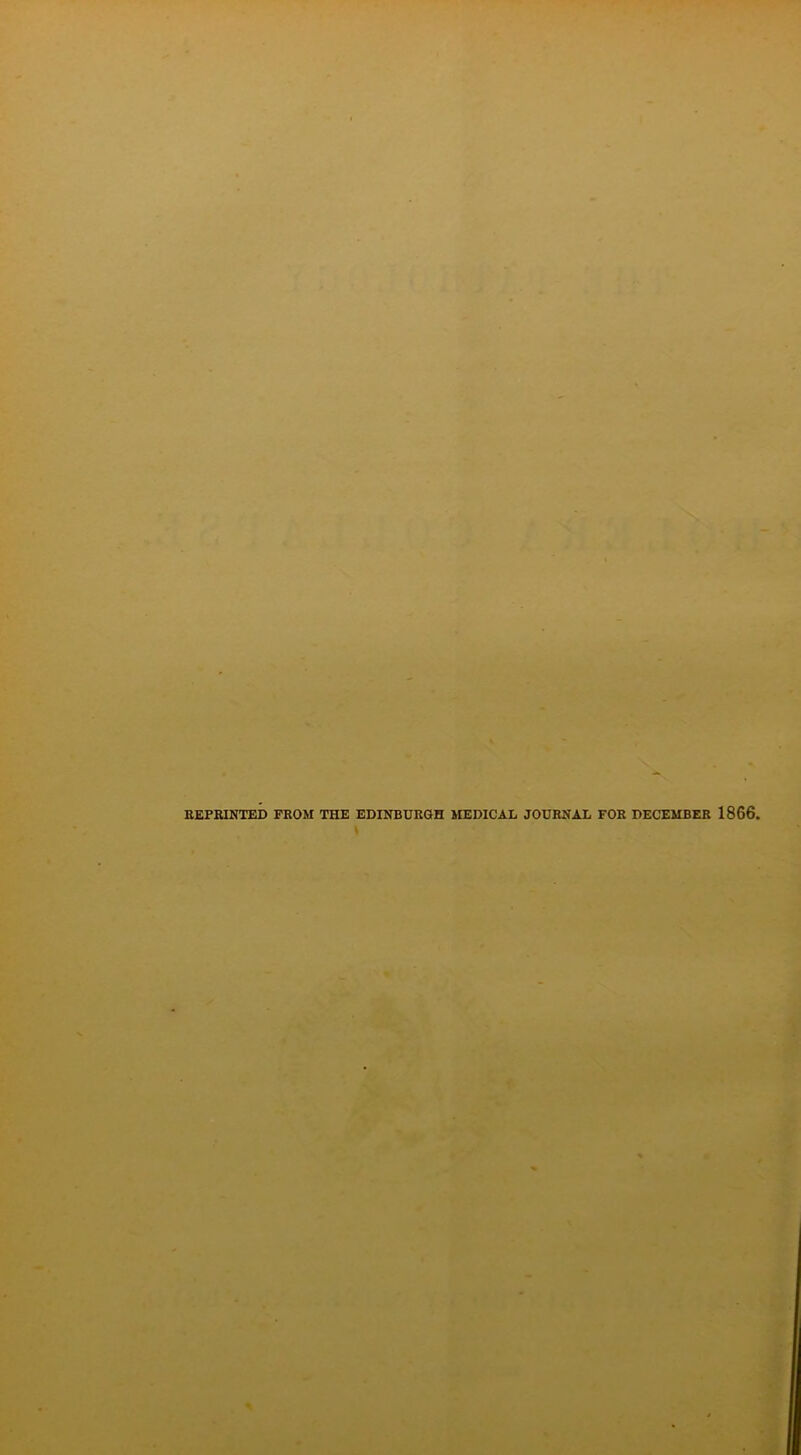 REPRINTED FROM THE EDINBURGH MEDICAL JOURNAL FOR DECEMBER 1866.